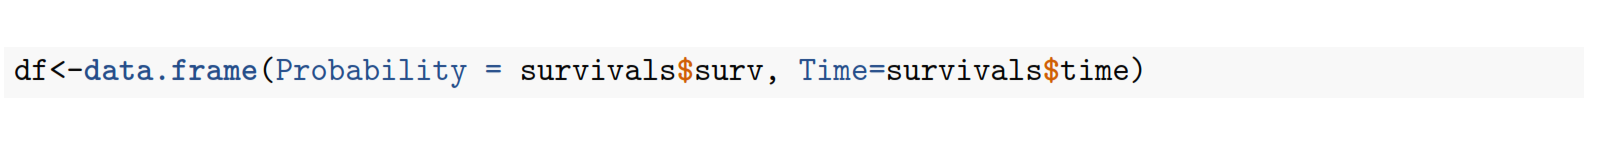 df<-data.frame(Probability = survivals$surv, Time=survivals$time)